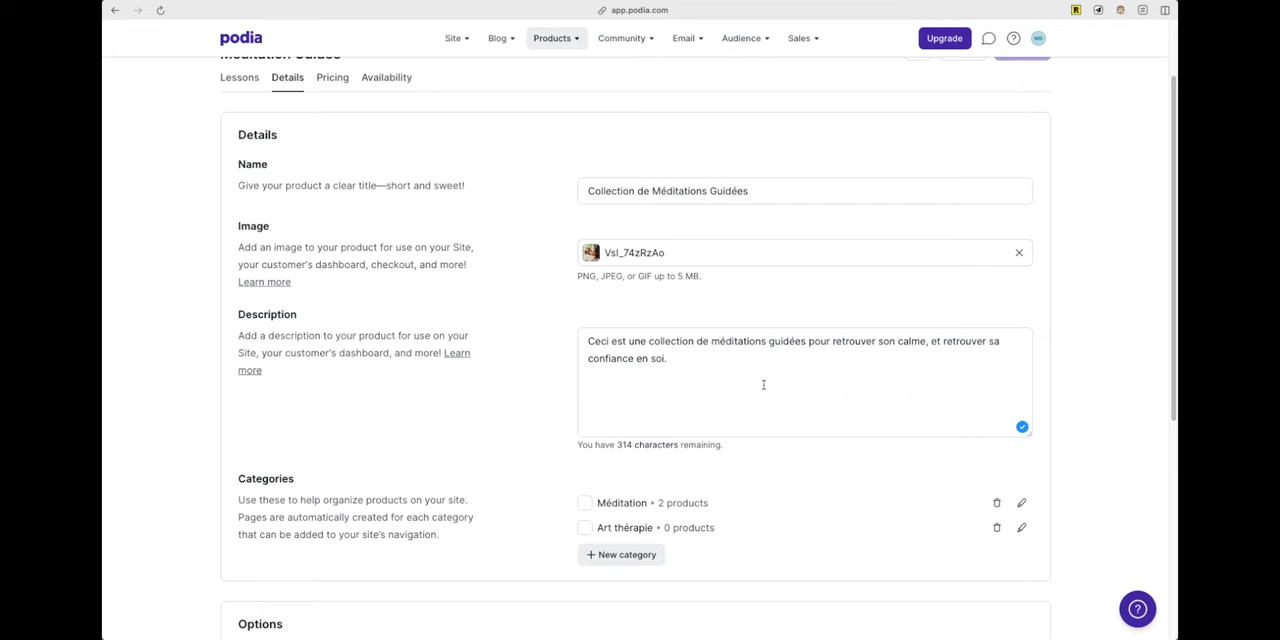 app.podia.com
podia
Site Blog Products Community Email Audience Sales
Upgrade
Lessons Details Pricing Availability
Details
Name
Give your product a clear title—short and sweet!
Collection de Méditations Guidées
Image
Add an image to your product for use on your Site,
your customer's dashboard, checkout, and more!
Learn more
Vsl_74zRzAo
PNG, JPEG, or GIF up to 5 MB.
Description
Add a description to your product for use on your
Site, your customer's dashboard, and more! Learn
more
Ceci est une collection de méditations guidées pour retrouver son calme, et retrouver sa
confiance en soi.
You have 314 characters remaining.
Categories
Use these to help organize products on your site.
Pages are automatically created for each category
that can be added to your site's navigation.
Méditation • 2 products
Art thérapie • 0 products
+ New category
Options